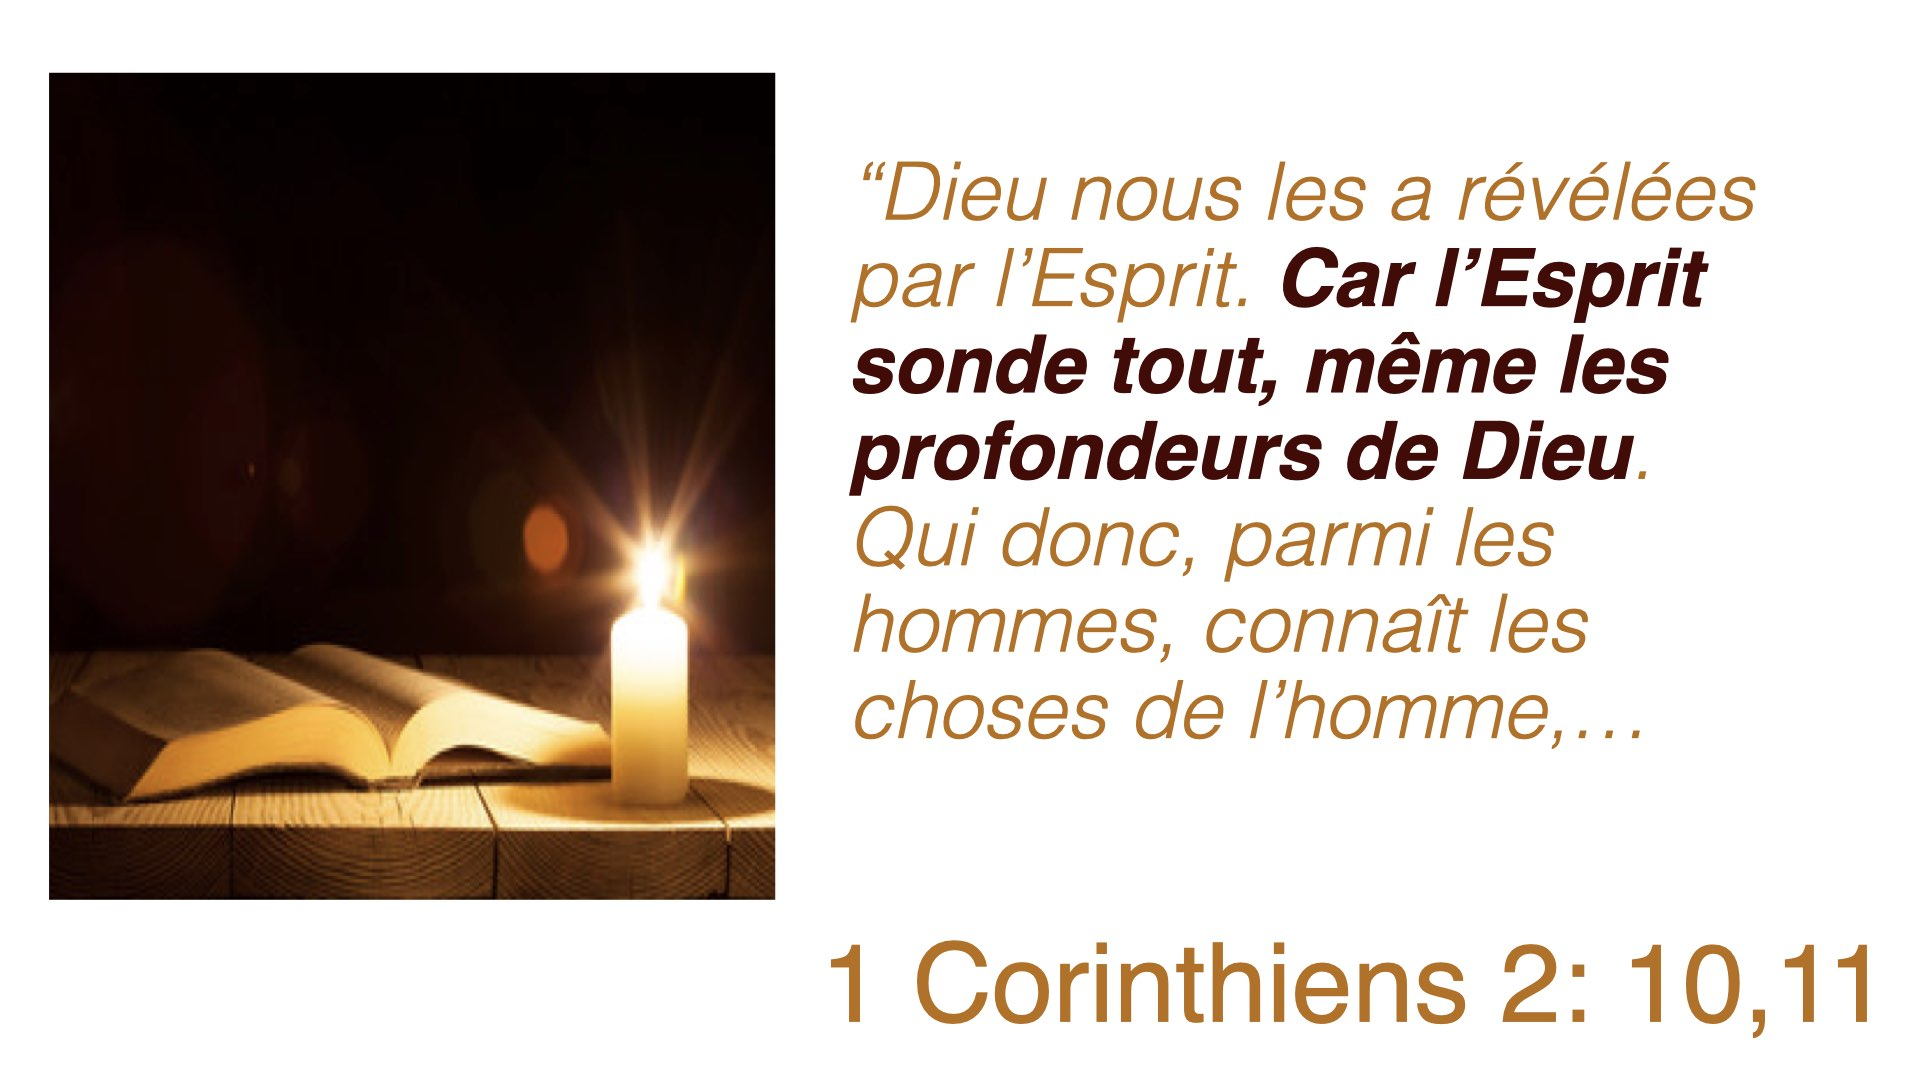 “Dieu nous les a révélées
par l’Esprit. Car l’Esprit
sonde tout, même les
profondeurs de Dieu.
Qui donc, parmi les
hommes, connaît les
choses de l’homme,…
1 Corinthiens 2: 10,11